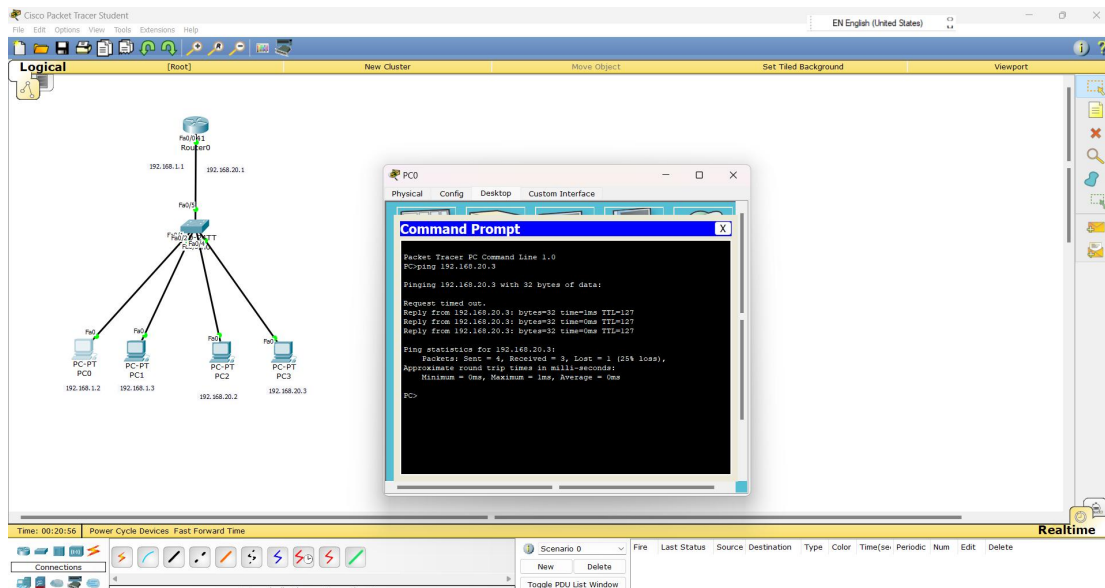 Cisco Packet Tracer Student
EN English (United States)
File Edit Options View Tools Extensions Help
Logical [Root] New Cluster Move Object Set Tiled Background Viewport
Router0
192.168.1.1 192.168.20.1
Fa0/5
Fa0/4
Fa0 Fa0 Fa0 Fa0
PC-PT PC-PT PC-PT PC-PT
PC0 PC1 PC2 PC3
192.168.1.2 192.168.1.3 192.168.20.2 192.168.20.3
PC0
Physical Config Desktop Custom Interface
Command Prompt X
Packet Tracer PC Command Line 1.0
PC>ping 192.168.20.3
Pinging 192.168.20.3 with 32 bytes of data:
Request timed out.
Reply from 192.168.20.3: bytes=32 time=1ms TTL=127
Reply from 192.168.20.3: bytes=32 time=0ms TTL=127
Reply from 192.168.20.3: bytes=32 time=0ms TTL=127
Ping statistics for 192.168.20.3:
Packets: Sent = 4, Received = 3, Lost = 1 (25% loss),
Approximate round trip times in milli-seconds:
Minimum = 0ms, Maximum = 1ms, Average = 0ms
PC>
Time: 00:20:56 Power Cycle Devices Fast Forward Time Realtime
Connections
Scenario 0 Fire Last Status Source Destination Type Color Time(sec Periodic Num Edit Delete
New Delete
Toggle PDU List Window